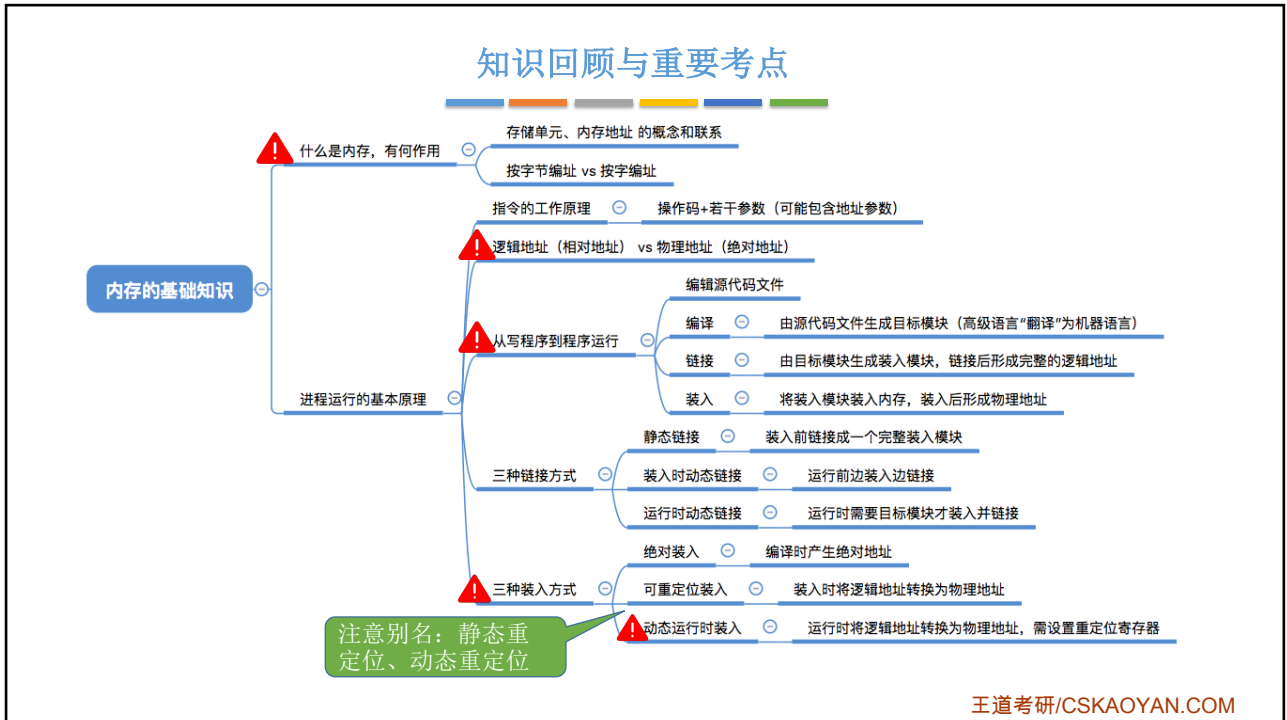 知识回顾与重要考点
内存的基础知识
什么是内存，有何作用
存储单元、内存地址 的概念和联系
按字节编址 vs 按字编址
进程运行的基本原理
指令的工作原理
操作码+若干参数（可能包含地址参数）
逻辑地址（相对地址） vs 物理地址（绝对地址）
从写程序到程序运行
编辑源代码文件
编译
由源代码文件生成目标模块（高级语言“翻译”为机器语言）
链接
由目标模块生成装入模块，链接后形成完整的逻辑地址
装入
将装入模块装入内存，装入后形成物理地址
三种链接方式
静态链接
装入前链接成一个完整装入模块
装入时动态链接
运行前边装入边链接
运行时动态链接
运行时需要目标模块才装入并链接
三种装入方式
绝对装入
编译时产生绝对地址
可重定位装入
装入时将逻辑地址转换为物理地址
动态运行时装入
运行时将逻辑地址转换为物理地址，需设置重定位寄存器
注意别名：静态重
定位、动态重定位
王道考研/CSKAOYAN.COM